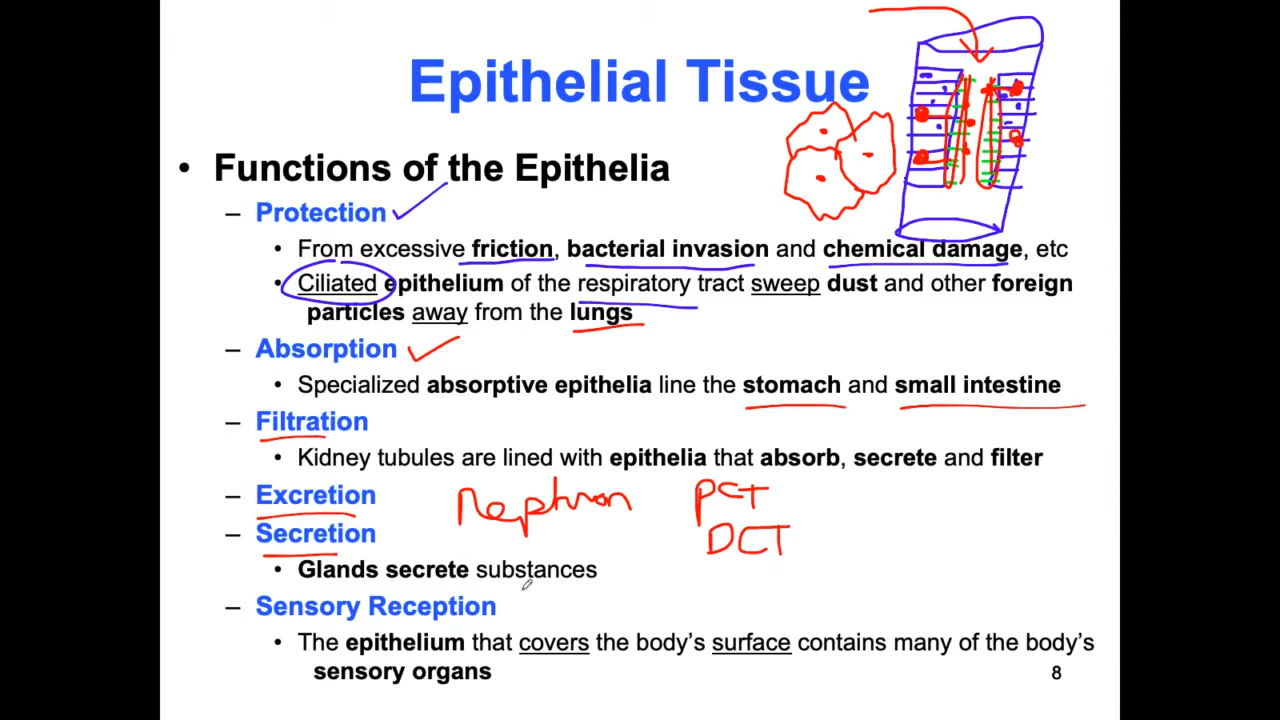 Epithelial Tissue
• Functions of the Epithelia
– Protection
• From excessive friction, bacterial invasion and chemical damage, etc
• Ciliated epithelium of the respiratory tract sweep dust and other foreign
particles away from the lungs
– Absorption
• Specialized absorptive epithelia line the stomach and small intestine
– Filtration
• Kidney tubules are lined with epithelia that absorb, secrete and filter
– Excretion
Nephron PCT
– Secretion
DCT
• Glands secrete substances
– Sensory Reception
• The epithelium that covers the body's surface contains many of the body's
sensory organs
8